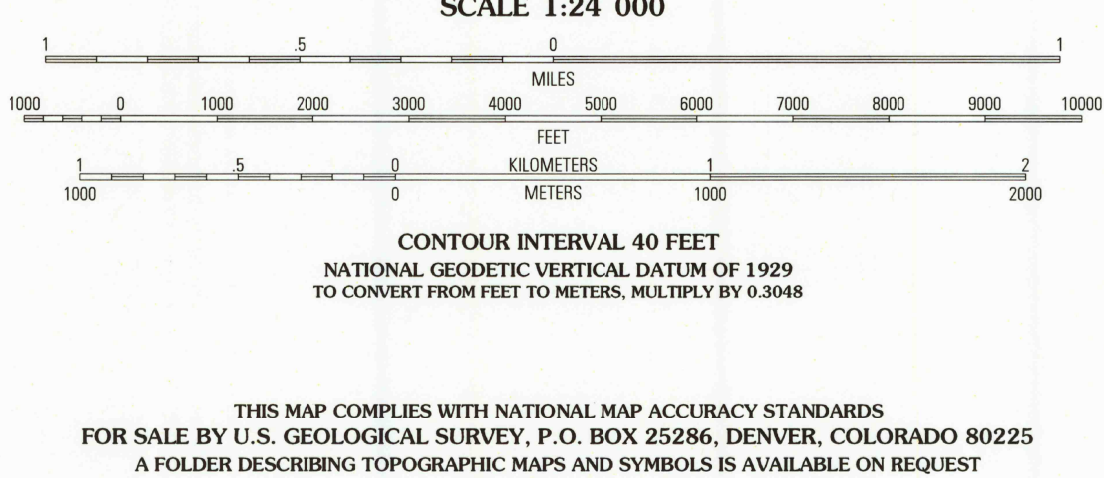 SCALE 1:24 000
1 .5 0 1
MILES
1000 0 1000 2000 3000 4000 5000 6000 7000 8000 9000 10000
FEET
1 .5 0 KILOMETERS 1 2
1000 0 METERS 1000 2000
CONTOUR INTERVAL 40 FEET
NATIONAL GEODETIC VERTICAL DATUM OF 1929
TO CONVERT FROM FEET TO METERS, MULTIPLY BY 0.3048
THIS MAP COMPLIES WITH NATIONAL MAP ACCURACY STANDARDS
FOR SALE BY U.S. GEOLOGICAL SURVEY, P.O. BOX 25286, DENVER, COLORADO 80225
A FOLDER DESCRIBING TOPOGRAPHIC MAPS AND SYMBOLS IS AVAILABLE ON REQUEST